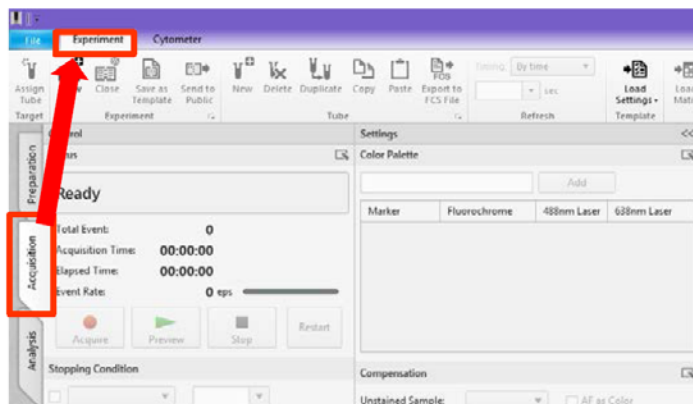 File Experiment Cytometer
Assign Tube
Close
Save as Template
Send to Public
New
Delete
Duplicate
Copy
Paste
Export to FCS File
Timing: By time
sec
Load Settings
Target Experiment Tube Refresh Template
Settings
Color Palette
Ready
Add
Marker Fluorochrome 488nm Laser 638nm Laser
Total Event: 0
Acquisition Time: 00:00:00
Elapsed Time: 00:00:00
Event Rate: 0 eps
Acquire Preview Stop Restart
Stopping Condition
Compensation
Unstained Sample: AF as Color
Preparation
Acquisition
Analysis